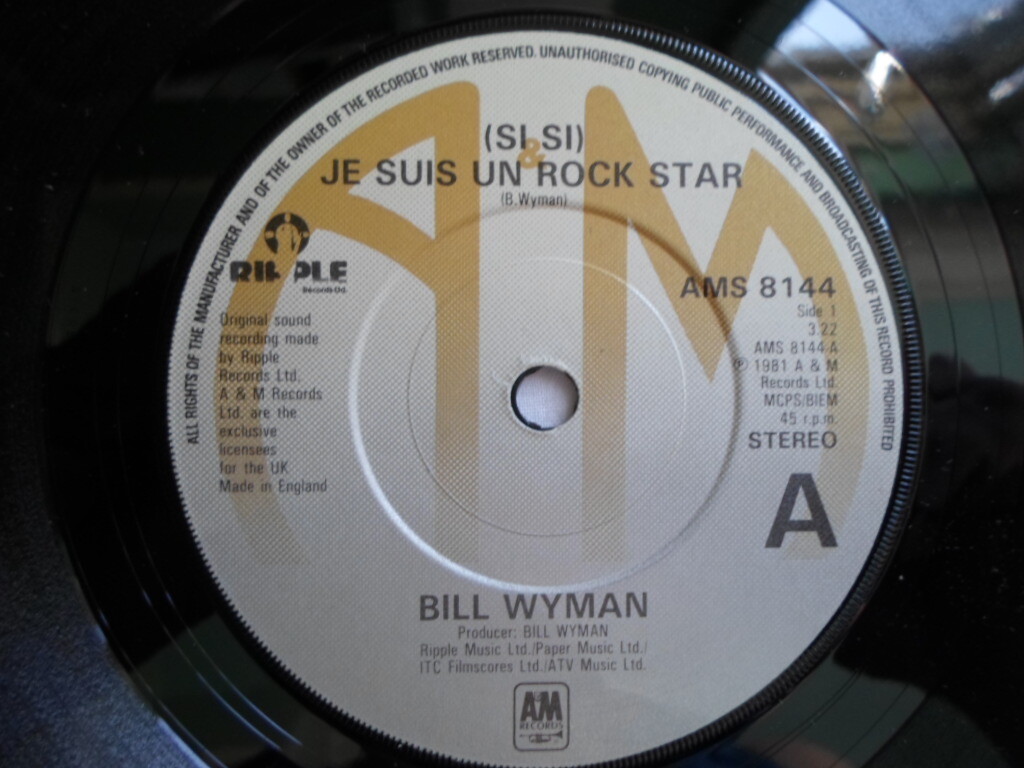 ALL RIGHTS OF THE MANUFACTURER AND OF THE OWNER OF THE RECORDED WORK RESERVED. UNAUTHORISED COPYING PUBLIC PERFORMANCE AND BROADCASTING OF THIS RECORD PROHIBITED
A&M
(SI SI)
JE SUIS UN ROCK STAR
(B.Wyman)
RIPPLE
Records Ltd.
Original sound
recording made
by Ripple
Records Ltd.
A & M Records
Ltd. are the
exclusive
licensees
for the UK
Made in England
AMS 8144
Side 1
3.22
AMS 8144 A
℗ 1981 A & M
Records Ltd.
MCPS/BIEM
45 r.p.m.
STEREO
A
BILL WYMAN
Producer: BILL WYMAN
Ripple Music Ltd./Paper Music Ltd./
ITC Filmscores Ltd./ATV Music Ltd.
AM
RECORDS